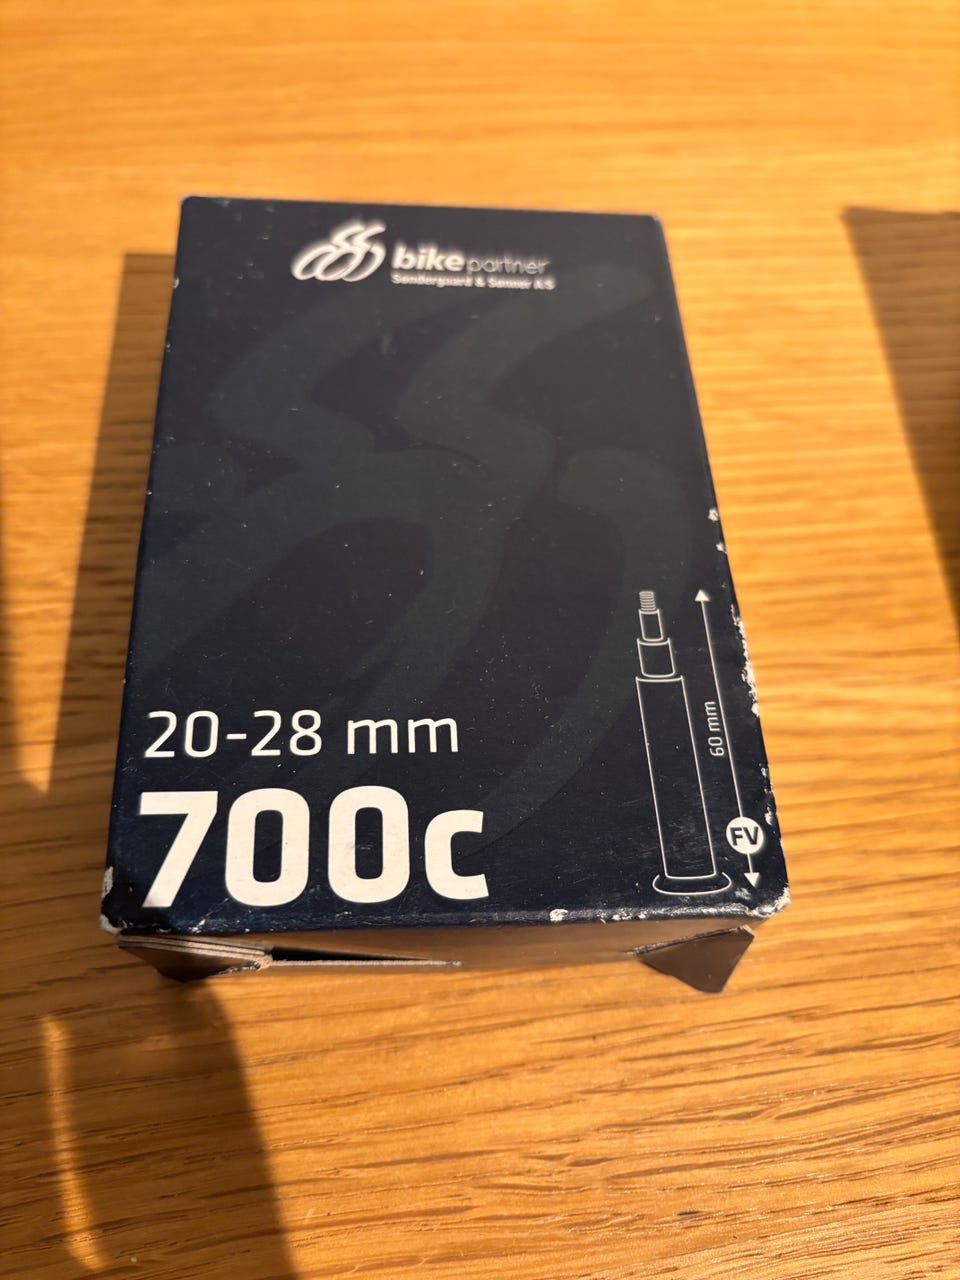 bikepartner
Søndergaard & Sønner A/S
60 mm
FV
20-28 mm
700c